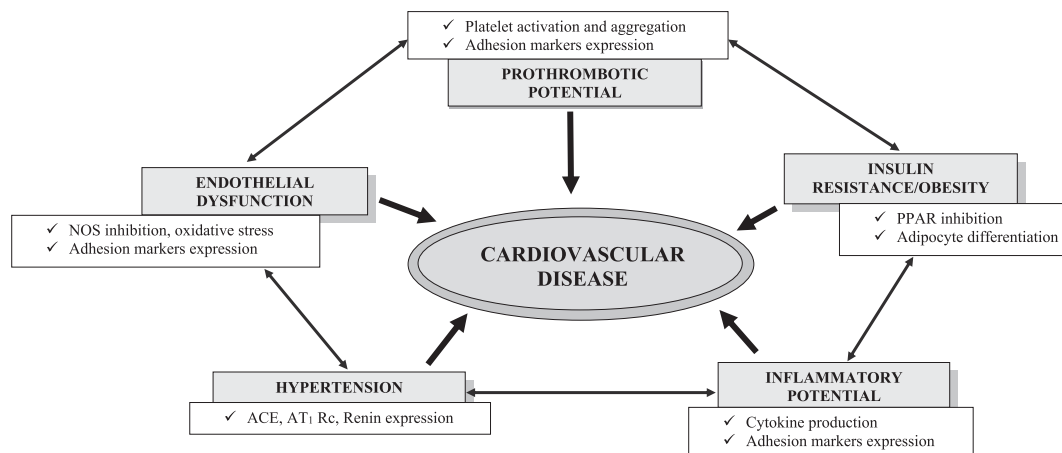 ✓ Platelet activation and aggregation
✓ Adhesion markers expression
PROTHROMBOTIC
POTENTIAL
ENDOTHELIAL
DYSFUNCTION
✓ NOS inhibition, oxidative stress
✓ Adhesion markers expression
INSULIN
RESISTANCE/OBESITY
✓ PPAR inhibition
✓ Adipocyte differentiation
CARDIOVASCULAR
DISEASE
HYPERTENSION
✓ ACE, AT₁ Rc, Renin expression
INFLAMMATORY
POTENTIAL
✓ Cytokine production
✓ Adhesion markers expression